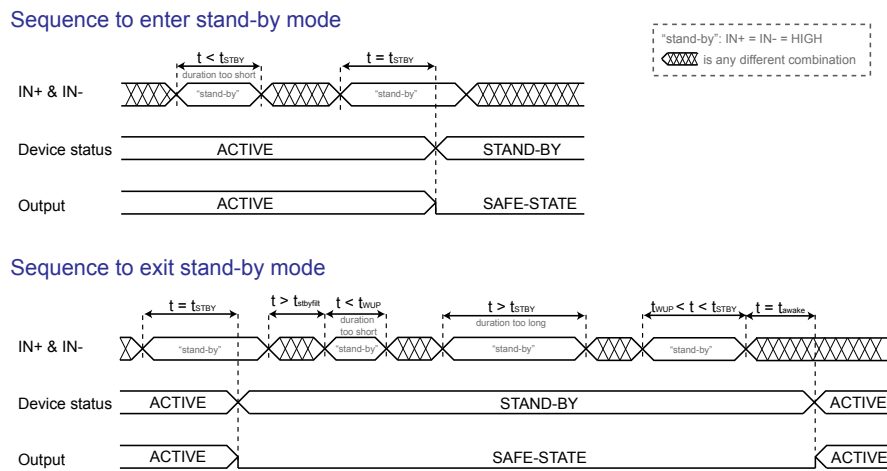 Sequence to enter stand-by mode
"stand-by": IN+ = IN- = HIGH
is any different combination
t < tSTBY
t = tSTBY
duration too short
IN+ & IN-
"stand-by"
"stand-by"
Device status
ACTIVE
STAND-BY
Output
ACTIVE
SAFE-STATE
Sequence to exit stand-by mode
t = tSTBY
t > tstbyfilt
t < tWUP
t > tSTBY
tWUP < t < tSTBY
t = tawake
duration
too short
duration too long
IN+ & IN-
"stand-by"
"stand-by"
"stand-by"
"stand-by"
Device status
ACTIVE
STAND-BY
ACTIVE
Output
ACTIVE
SAFE-STATE
ACTIVE